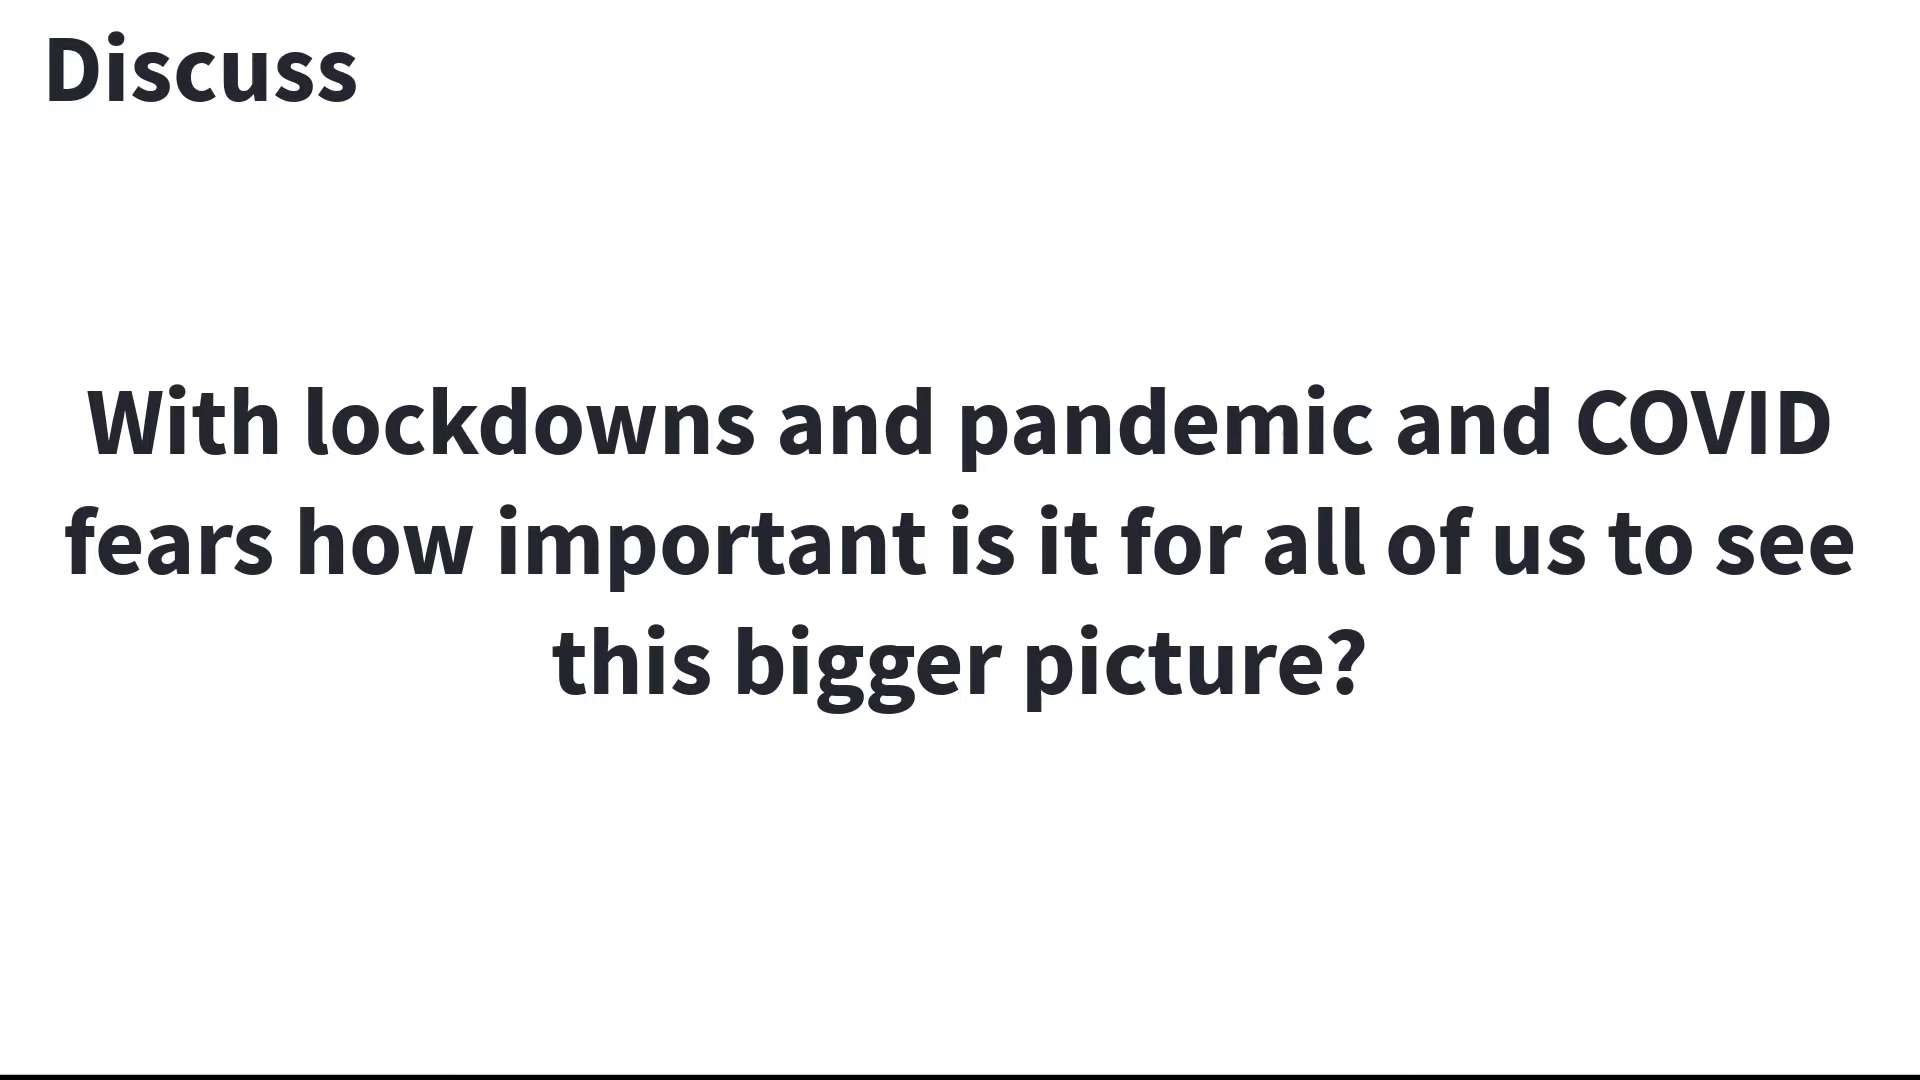 Discuss
With lockdowns and pandemic and COVID
fears how important is it for all of us to see
this bigger picture?